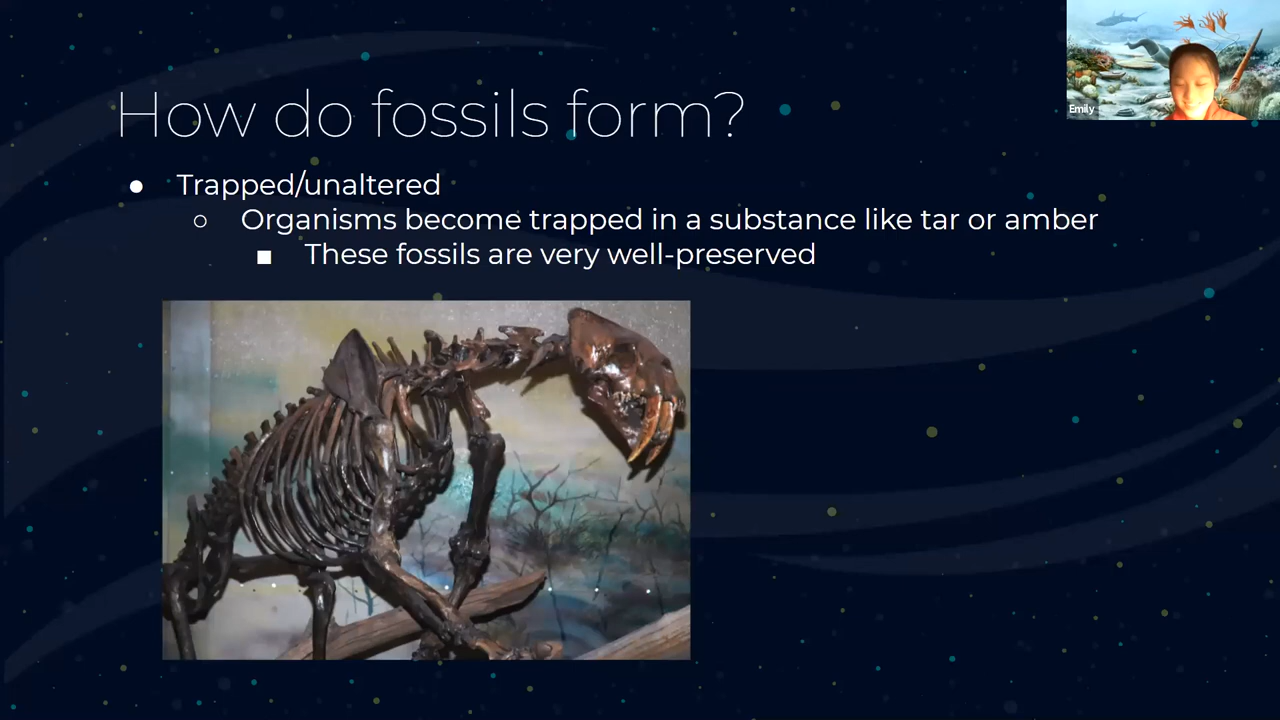 How do fossils form?
Emily
● Trapped/unaltered
○ Organisms become trapped in a substance like tar or amber
■ These fossils are very well-preserved